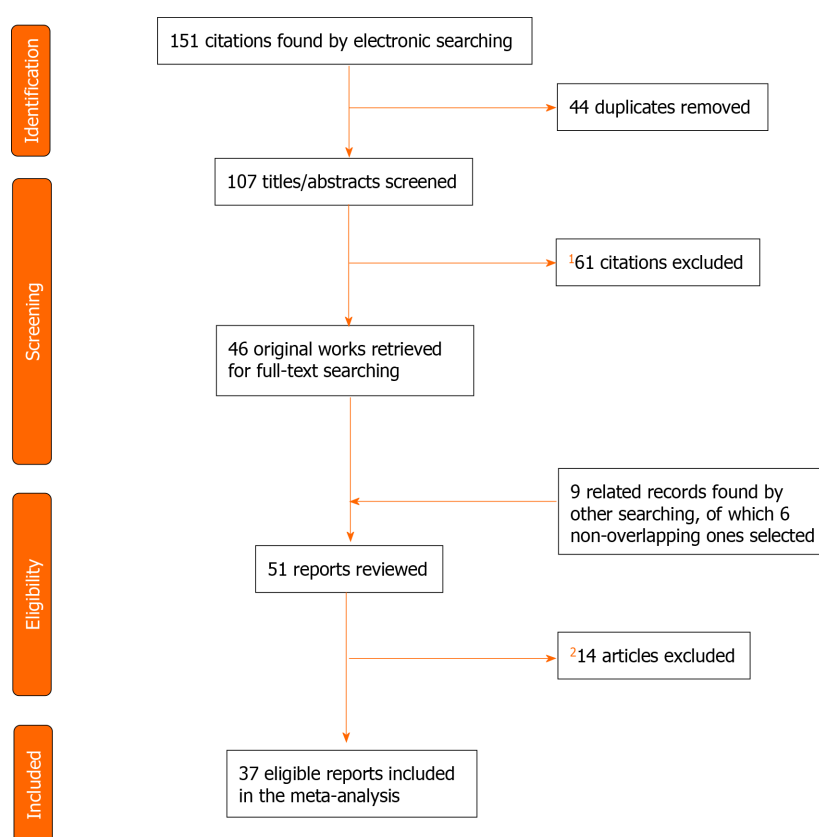 151 citations found by electronic searching
Identification
44 duplicates removed
107 titles/abstracts screened
161 citations excluded
Screening
46 original works retrieved
for full-text searching
9 related records found by
other searching, of which 6
non-overlapping ones selected
51 reports reviewed
Eligibility
214 articles excluded
37 eligible reports included
in the meta-analysis
Included